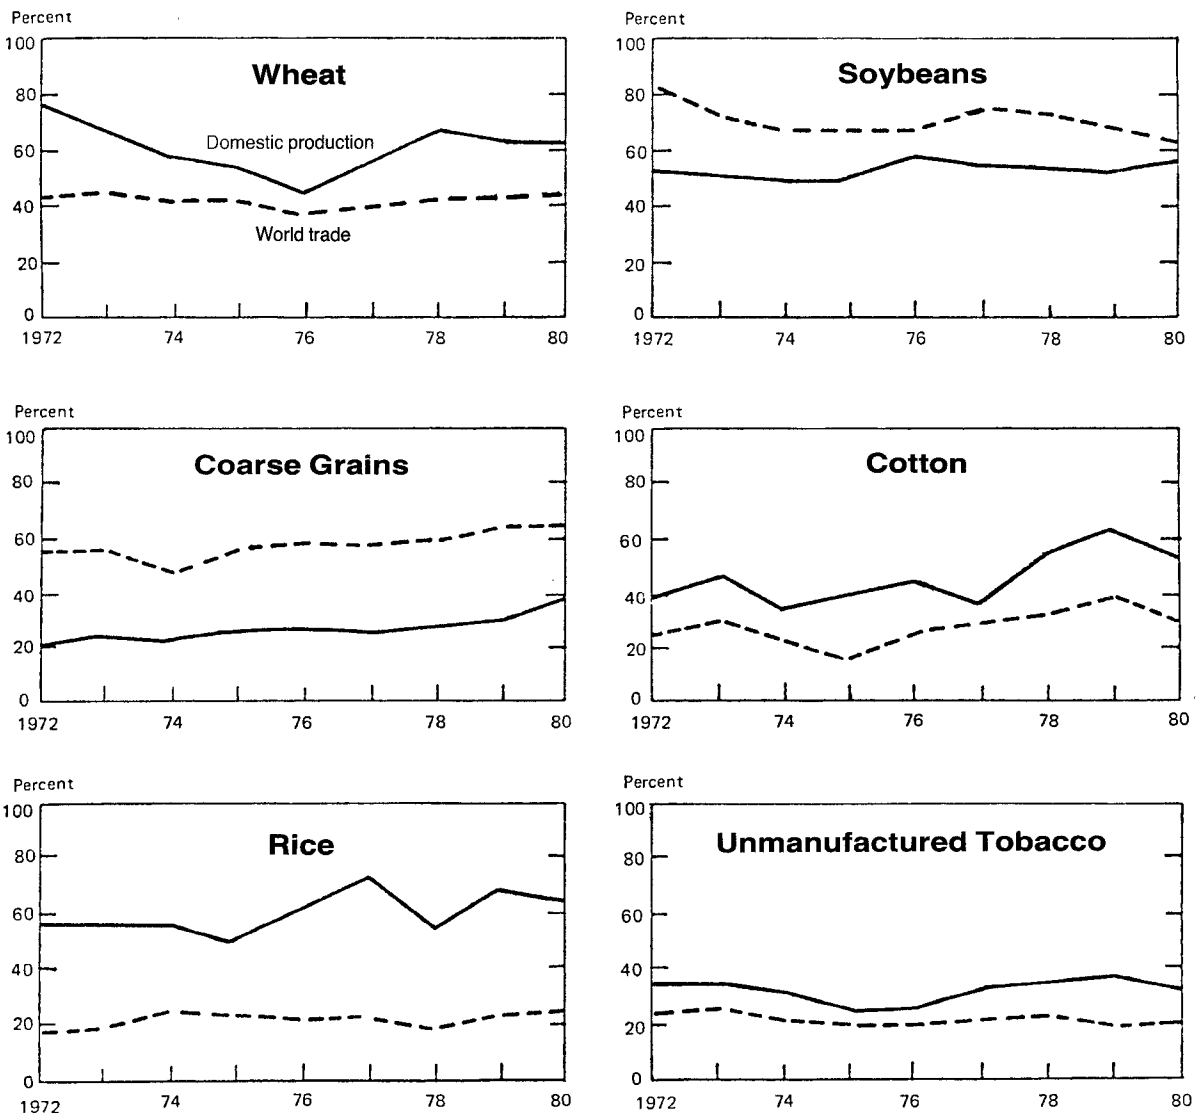 Percent
100
Wheat
80
Domestic production
60
40
World trade
20
0
1972 74 76 78 80
Percent
100
Soybeans
80
60
40
20
0
1972 74 76 78 80
Percent
100
Coarse Grains
80
60
40
20
0
1972 74 76 78 80
Percent
100
Cotton
80
60
40
20
0
1972 74 76 78 80
Percent
100
Rice
80
60
40
20
0
1972 74 76 78 80
Percent
100
Unmanufactured Tobacco
80
60
40
20
0
1972 74 76 78 80